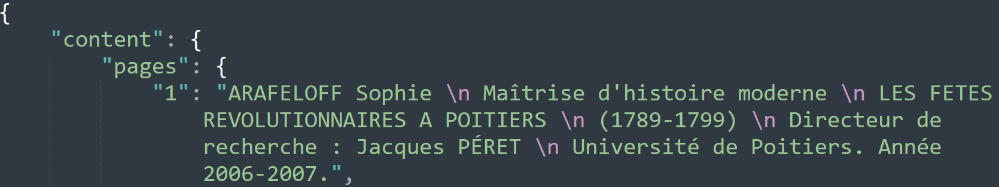 {
"content": {
"pages": {
"1": "ARAFELOFF Sophie \n Maîtrise d'histoire moderne \n LES FETES
REVOLUTIONNAIRES A POITIERS \n (1789-1799) \n Directeur de
recherche : Jacques PÉRET \n Université de Poitiers. Année
2006-2007.",